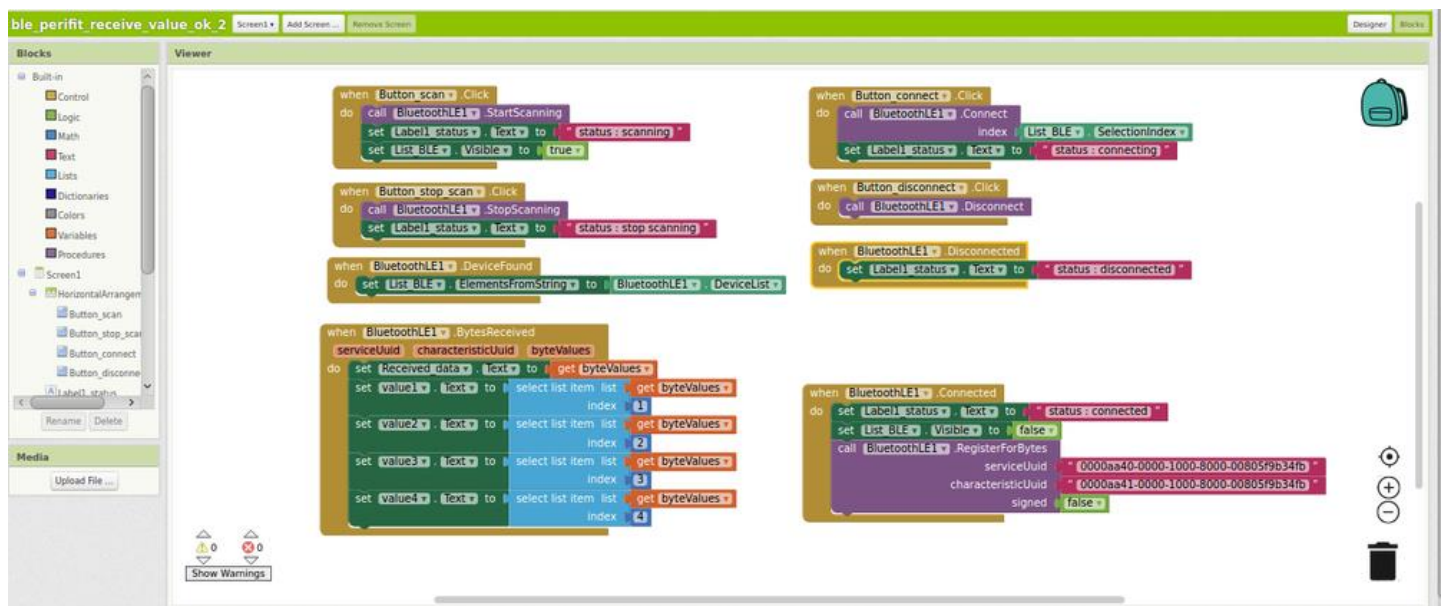 ble_perifit_receive_value_ok_2 Screen1 Add Screen ... Remove Screen Designer Blocks
Blocks
Built-in
Control
Logic
Math
Text
Lists
Dictionaries
Colors
Variables
Procedures
Screen1
HorizontalArrangem
Button_scan
Button_stop_scar
Button_connect
Button_disconne
Label1_status
Rename Delete
Media
Upload File ...
Viewer
when Button_scan .Click
do call BluetoothLE1 .StartScanning
set Label1_status . Text to " status : scanning "
set List_BLE . Visible to true
when Button_stop_scan .Click
do call BluetoothLE1 .StopScanning
set Label1_status . Text to " status : stop scanning "
when BluetoothLE1 .DeviceFound
do set List_BLE . ElementsFromString to BluetoothLE1 . DeviceList
when BluetoothLE1 .BytesReceived
serviceUuid characteristicUuid byteValues
do set Received_data . Text to get byteValues
set value1 . Text to select list item list get byteValues
index 1
set value2 . Text to select list item list get byteValues
index 2
set value3 . Text to select list item list get byteValues
index 3
set value4 . Text to select list item list get byteValues
index 4
when Button_connect .Click
do call BluetoothLE1 .Connect
index List_BLE . SelectionIndex
set Label1_status . Text to " status : connecting "
when Button_disconnect .Click
do call BluetoothLE1 .Disconnect
when BluetoothLE1 .Disconnected
do set Label1_status . Text to " status : disconnected "
when BluetoothLE1 .Connected
do set Label1_status . Text to " status : connected "
set List_BLE . Visible to false
call BluetoothLE1 .RegisterForBytes
serviceUuid " 0000aa40-0000-1000-8000-00805f9b34fb "
characteristicUuid " 0000aa41-0000-1000-8000-00805f9b34fb "
signed false
0 0
Show Warnings